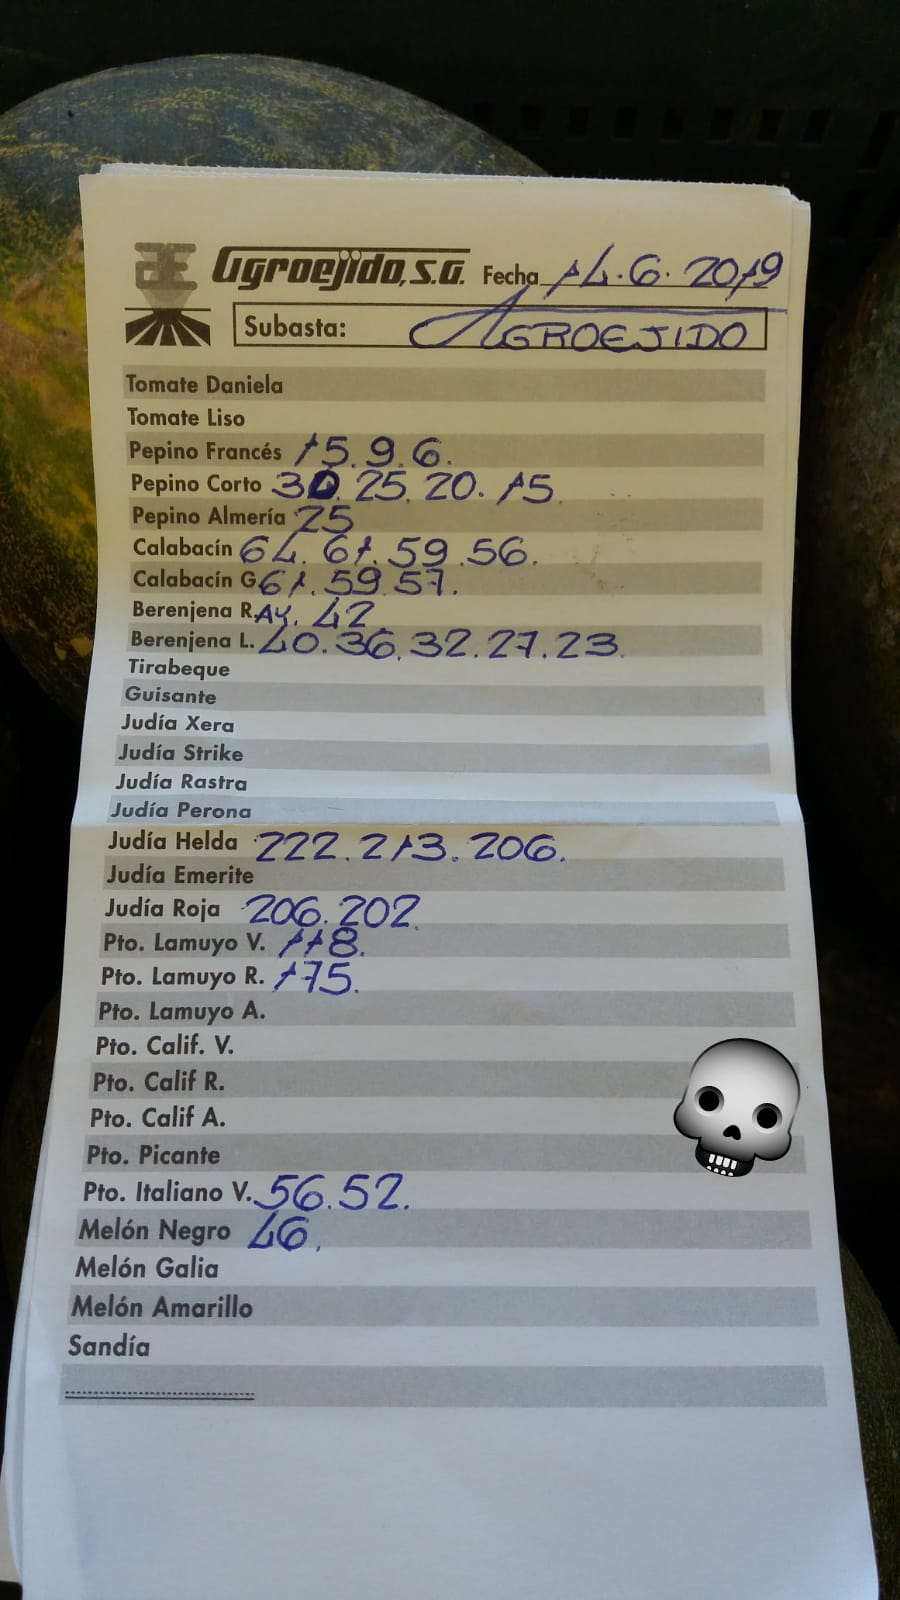 Agroejido, S.G. Fecha 14.6.2019
Subasta: AGROEJIDO
Tomate Daniela
Tomate Liso
Pepino Francés 15.9.6.
Pepino Corto 30.25.20.15
Pepino Almería 25
Calabacín 64.61.59.56.
Calabacín G 61.59.57.
Berenjena R. AY. 42
Berenjena L. 40.36.32.27.23.
Tirabeque
Guisante
Judía Xera
Judía Strike
Judía Rastra
Judía Perona
Judía Helda 222.213.206.
Judía Emerite
Judía Roja 206.202.
Pto. Lamuyo V. 118.
Pto. Lamuyo R. 175.
Pto. Lamuyo A.
Pto. Calif. V.
Pto. Calif R.
Pto. Calif A.
Pto. Picante
Pto. Italiano V. 56.52.
Melón Negro 46.
Melón Galia
Melón Amarillo
Sandía